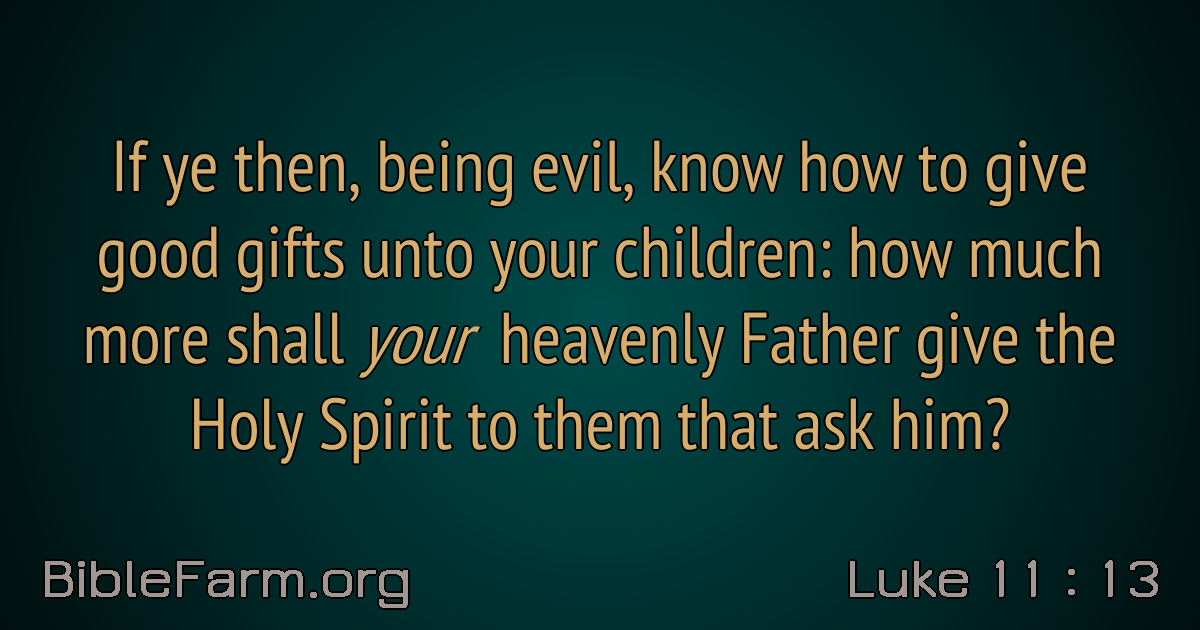 If ye then, being evil, know how to give
good gifts unto your children: how much
more shall your heavenly Father give the
Holy Spirit to them that ask him?
BibleFarm.org
Luke 11 : 13